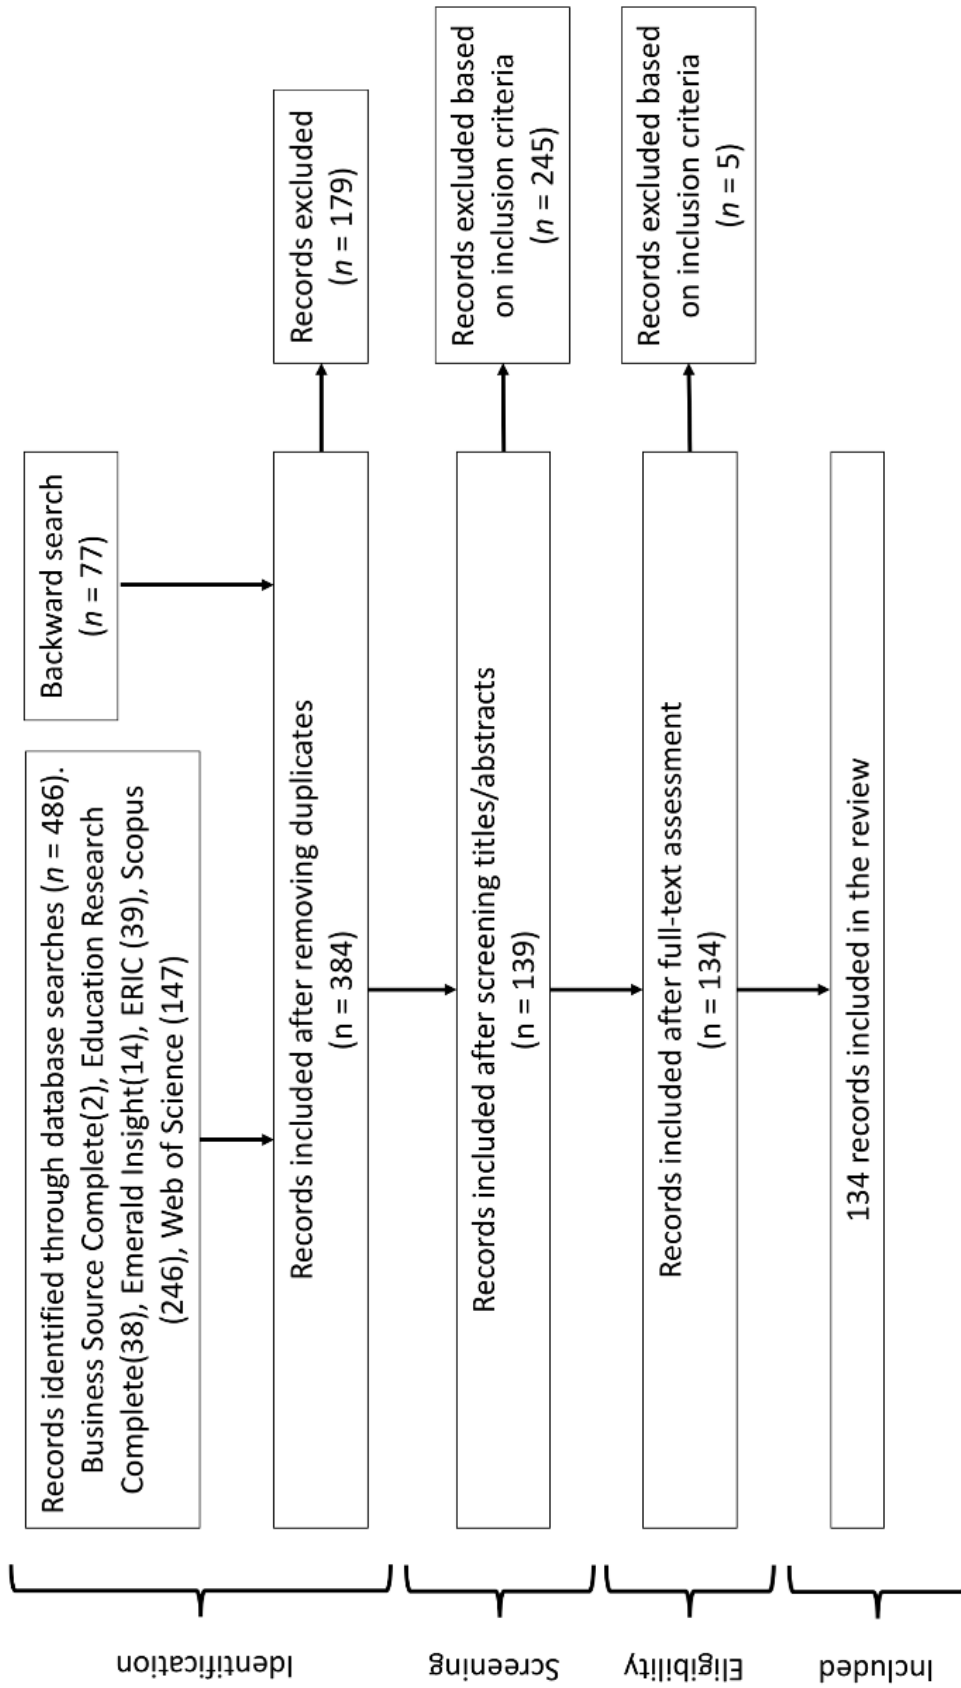 Identification
Records identified through database searches (n = 486).
Business Source Complete(2), Education Research
Complete(38), Emerald Insight(14), ERIC (39), Scopus
(246), Web of Science (147)
Backward search
(n = 77)
Records included after removing duplicates
(n = 384)
Records excluded
(n = 179)
Screening
Records included after screening titles/abstracts
(n = 139)
Records excluded based
on inclusion criteria
(n = 245)
Eligibility
Records included after full-text assessment
(n = 134)
Records excluded based
on inclusion criteria
(n = 5)
Included
134 records included in the review